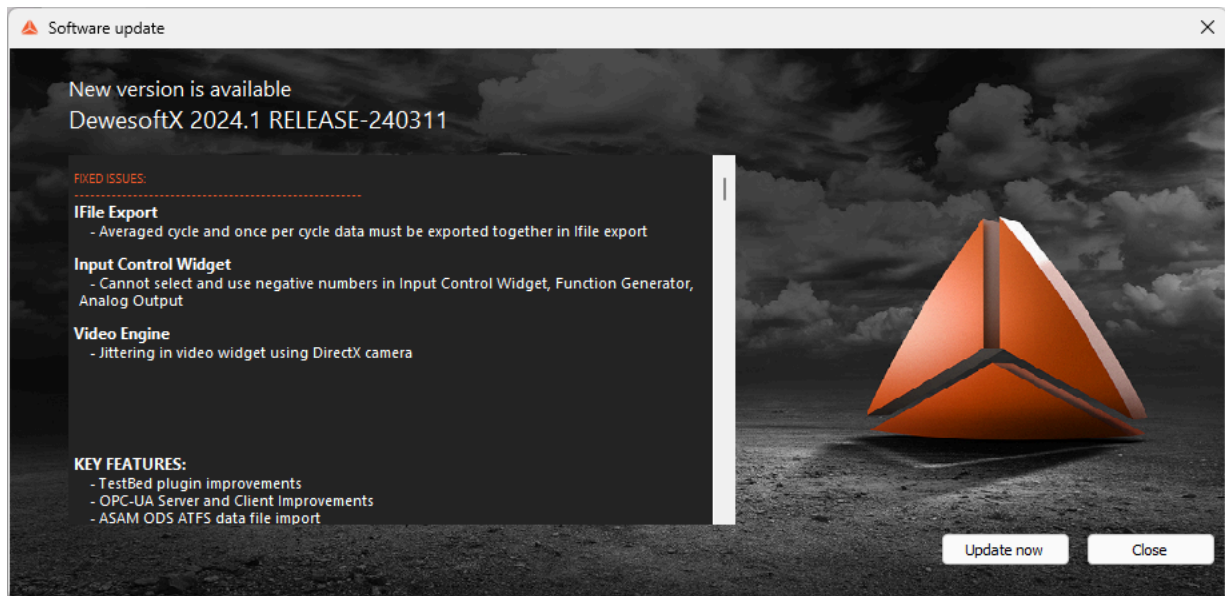 Software update
New version is available
DewesoftX 2024.1 RELEASE-240311
FIXED ISSUES:
------------------------------------------------------
IFile Export
- Averaged cycle and once per cycle data must be exported together in Ifile export
Input Control Widget
- Cannot select and use negative numbers in Input Control Widget, Function Generator,
Analog Output
Video Engine
- Jittering in video widget using DirectX camera
KEY FEATURES:
- TestBed plugin improvements
- OPC-UA Server and Client Improvements
- ASAM ODS ATFS data file import
Update now
Close